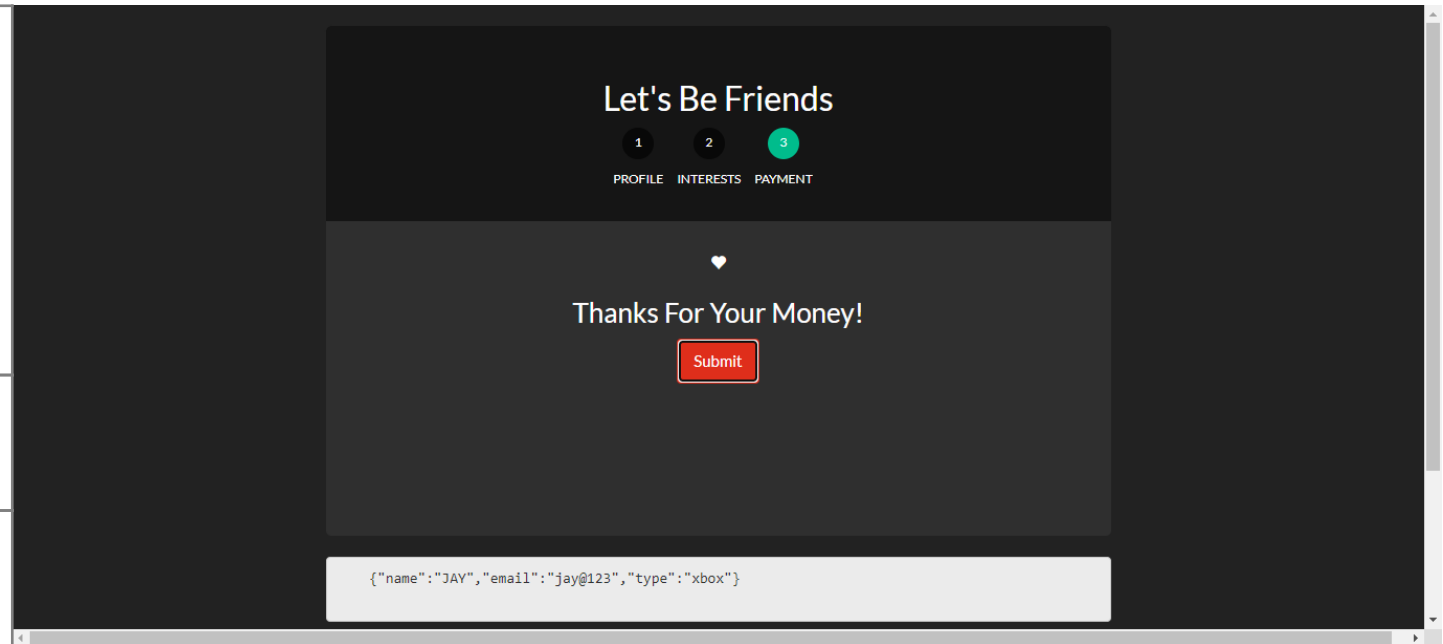 Let's Be Friends
1 2 3
PROFILE INTERESTS PAYMENT
Thanks For Your Money!
Submit
{"name":"JAY","email":"jay@123","type":"xbox"}